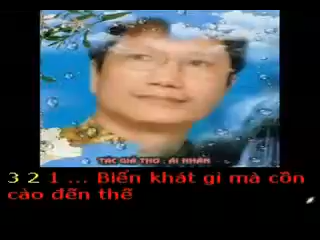 TÁC GIẢ THƠ : ÁI NHÂN
3 2 1 ... Biển khát gì mà cồn
cào đến thế